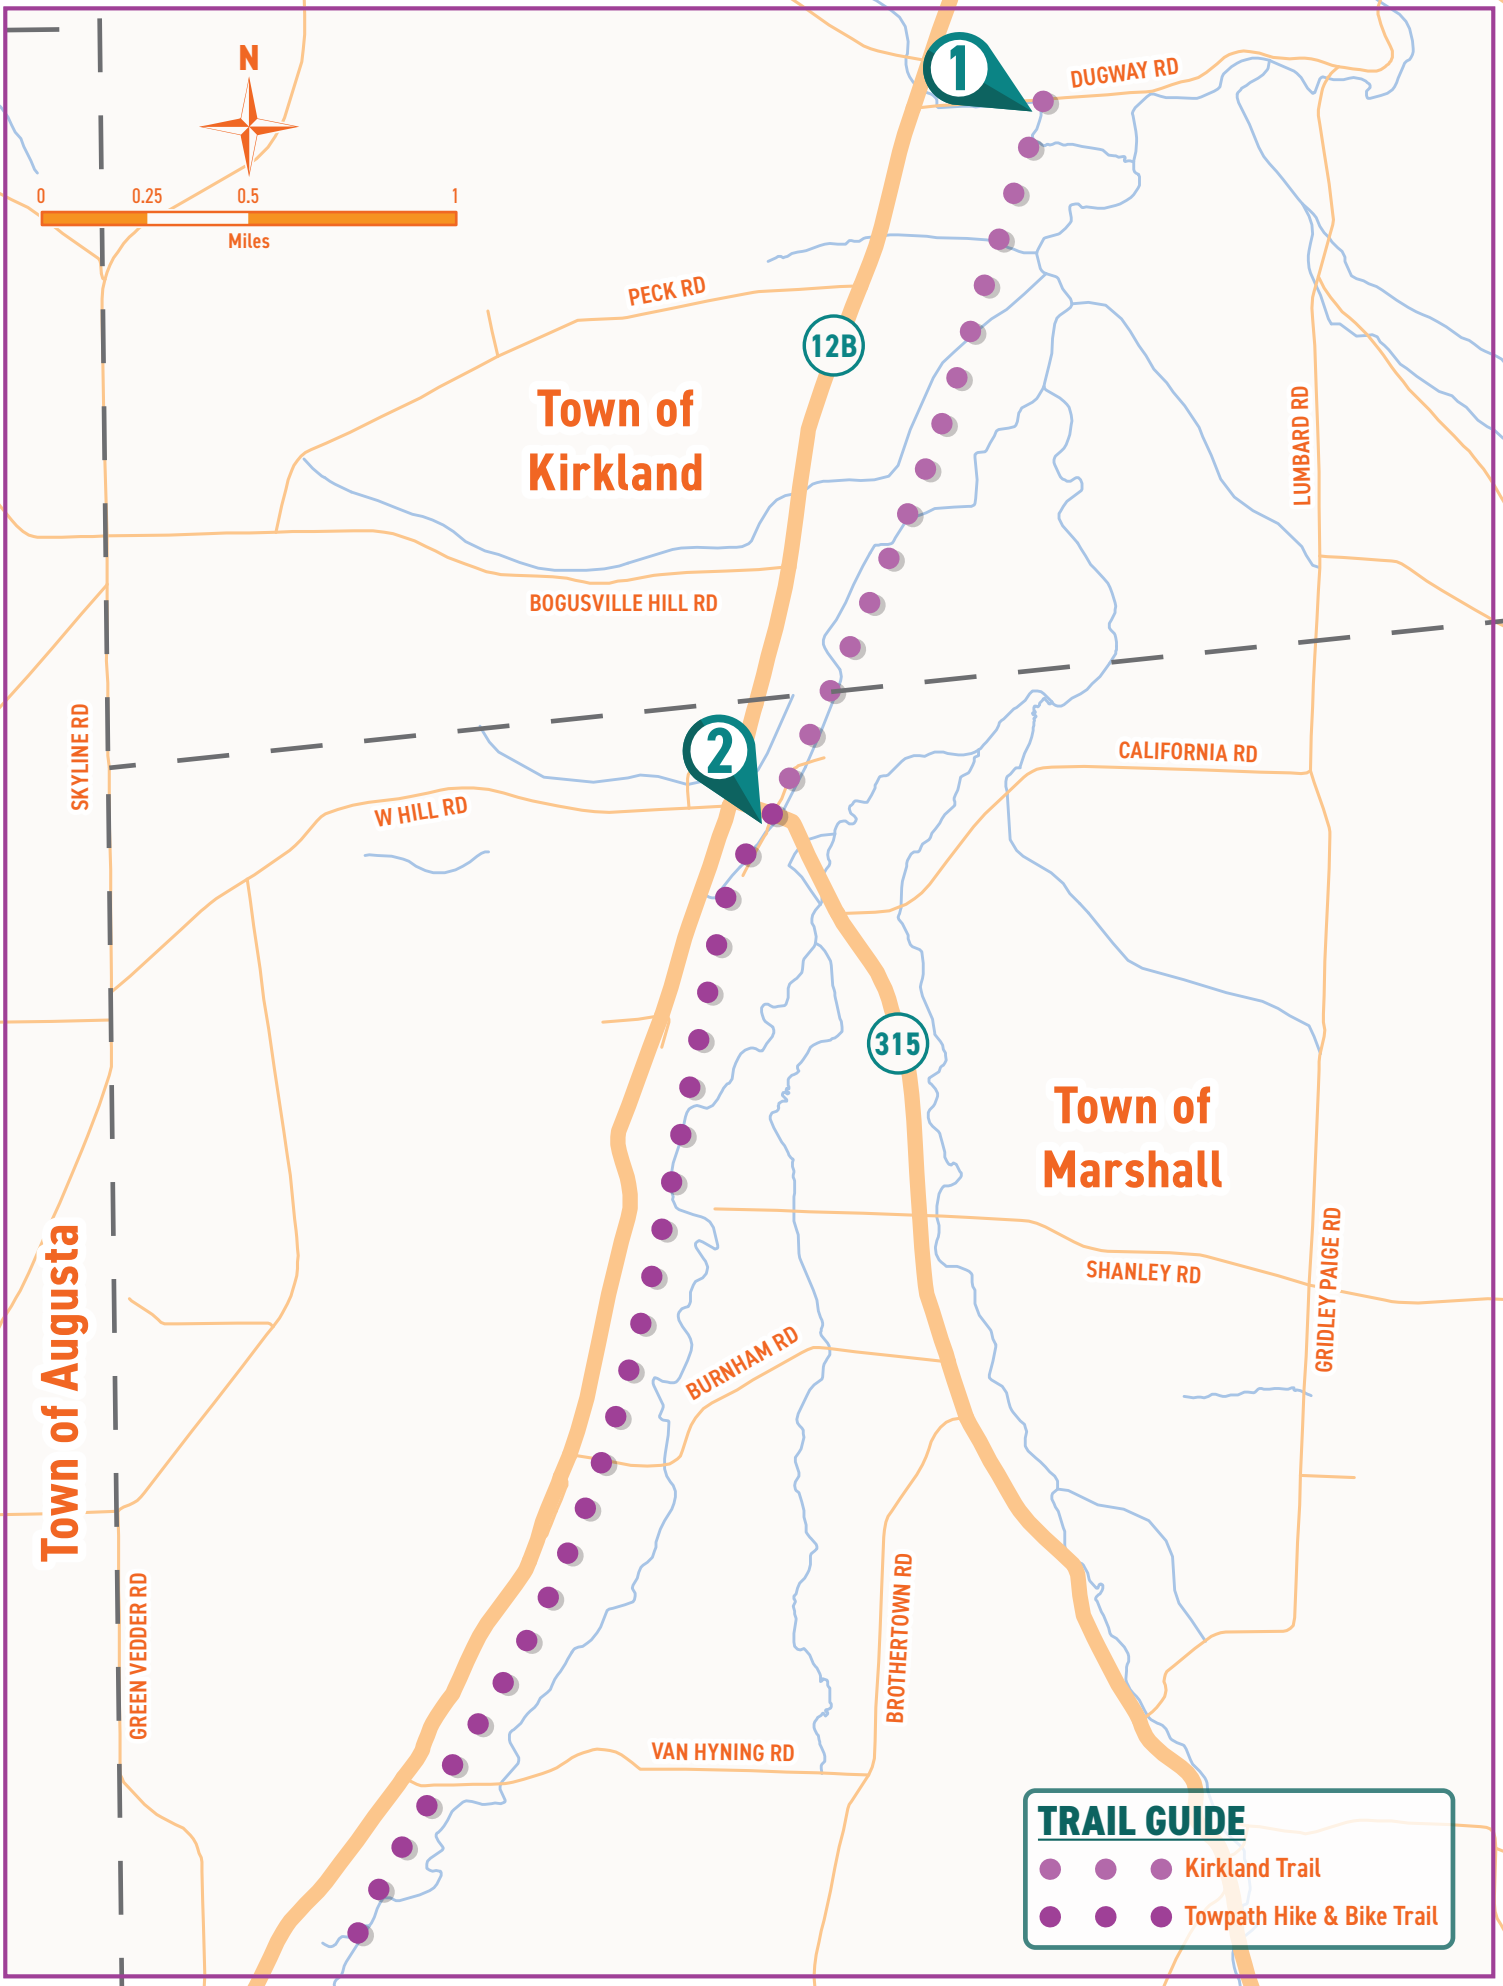 1
DUGWAY RD
N
0 0.25 0.5 1
Miles
PECK RD
12B
Town of
Kirkland
LUMBARD RD
BOGUSVILLE HILL RD
SKYLINE RD
2
CALIFORNIA RD
W HILL RD
315
Town of
Marshall
Town of Augusta
SHANLEY RD
GRIDLEY PAIGE RD
BURNHAM RD
GREEN VEDDER RD
BROTHERTOWN RD
VAN HYNING RD
TRAIL GUIDE
Kirkland Trail
Towpath Hike & Bike Trail